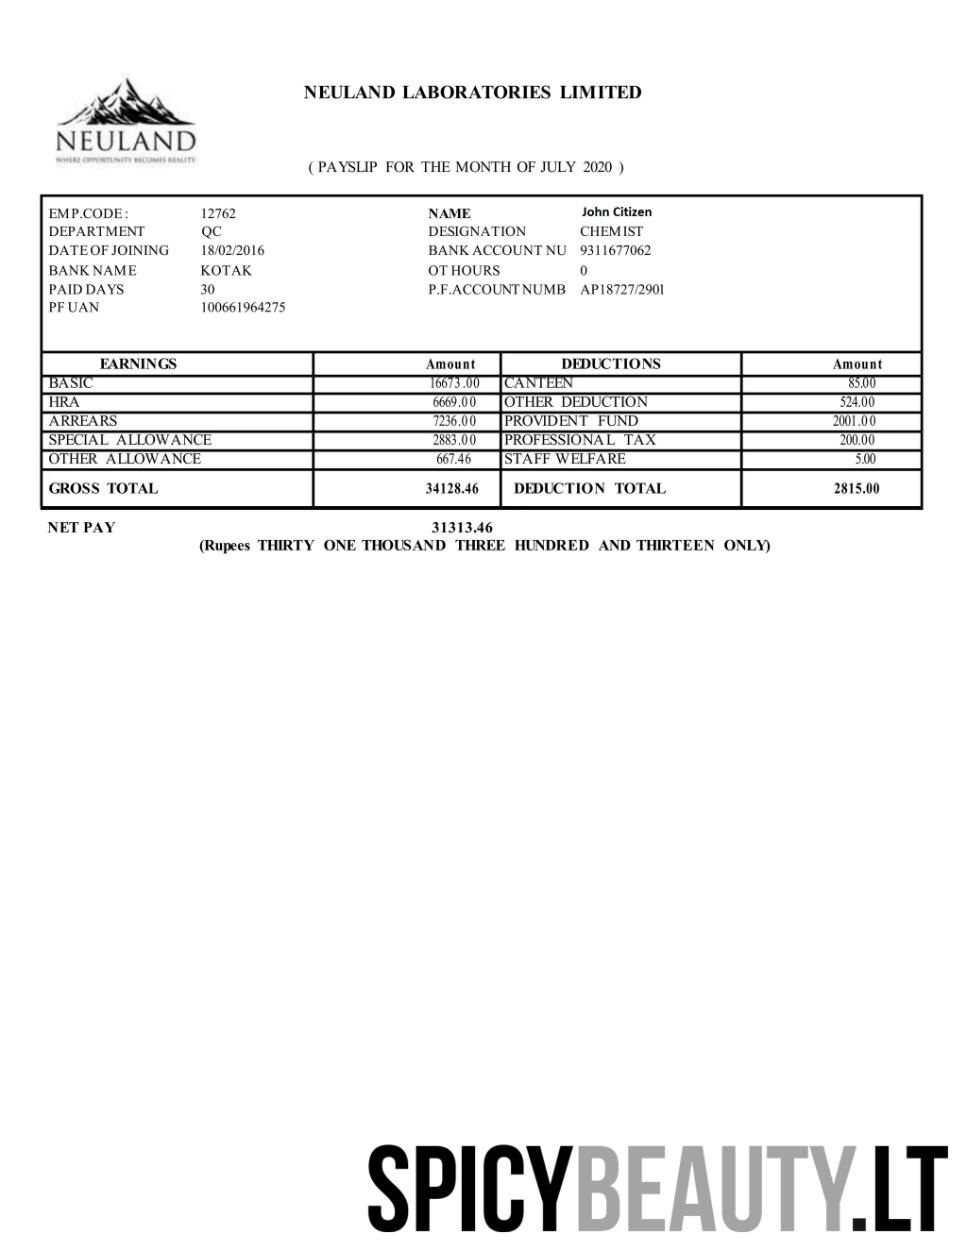 NEULAND LABORATORIES LIMITED
NEULAND
WHERE OPPORTUNITY BECOMES REALITY
( PAYSLIP FOR THE MONTH OF JULY 2020 )
EMP.CODE : 12762 NAME John Citizen
DEPARTMENT QC DESIGNATION CHEMIST
DATE OF JOINING 18/02/2016 BANK ACCOUNT NU 9311677062
BANK NAME KOTAK OT HOURS 0
PAID DAYS 30 P.F.ACCOUNT NUMB AP18727/2901
PF UAN 100661964275
EARNINGS Amount DEDUCTIONS Amount
BASIC 16673.00 CANTEEN 85.00
HRA 6669.00 OTHER DEDUCTION 524.00
ARREARS 7236.00 PROVIDENT FUND 2001.00
SPECIAL ALLOWANCE 2883.00 PROFESSIONAL TAX 200.00
OTHER ALLOWANCE 667.46 STAFF WELFARE 5.00
GROSS TOTAL 34128.46 DEDUCTION TOTAL 2815.00
NET PAY 31313.46
(Rupees THIRTY ONE THOUSAND THREE HUNDRED AND THIRTEEN ONLY)
SPICYBEAUTY.LT